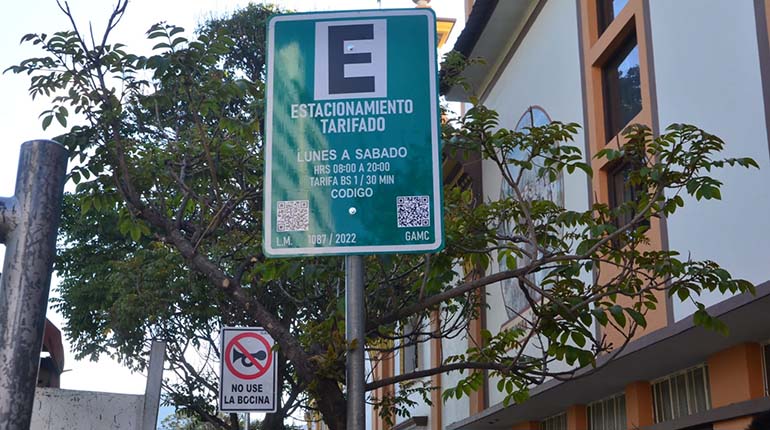 E
ESTACIONAMIENTO
TARIFADO
LUNES A SABADO
HRS 08:00 A 20:00
TARIFA BS 1 / 30 MIN
CODIGO
L.M. 1087 / 2022 GAMC
NO USE
LA BOCINA